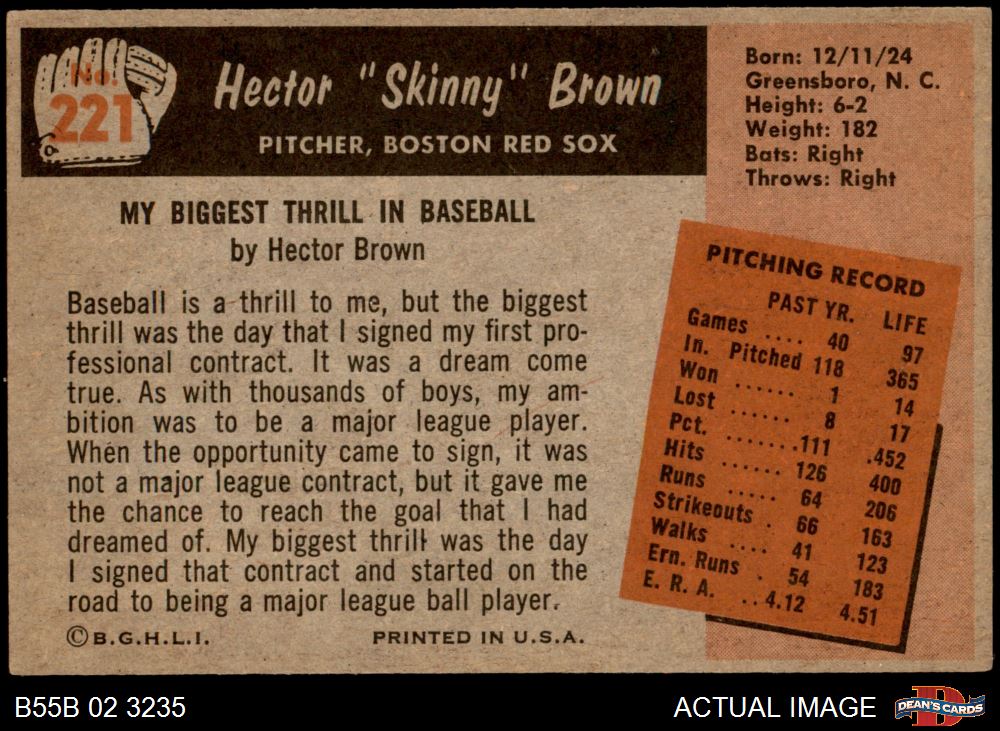 No.
221
Hector "Skinny" Brown
PITCHER, BOSTON RED SOX
Born: 12/11/24
Greensboro, N. C.
Height: 6-2
Weight: 182
Bats: Right
Throws: Right
MY BIGGEST THRILL IN BASEBALL
by Hector Brown
Baseball is a thrill to me, but the biggest
thrill was the day that I signed my first pro-
fessional contract. It was a dream come
true. As with thousands of boys, my am-
bition was to be a major league player.
When the opportunity came to sign, it was
not a major league contract, but it gave me
the chance to reach the goal that I had
dreamed of. My biggest thrill was the day
I signed that contract and started on the
road to being a major league ball player.
©B.G.H.L.I. PRINTED IN U.S.A.
PITCHING RECORD
PAST YR. LIFE
Games .... 40 97
In. Pitched 118 365
Won ...... 1 14
Lost ...... 8 17
Pct. .......111 .452
Hits ...... 126 400
Runs ..... 64 206
Strikeouts . 66 163
Walks .... 41 123
Ern. Runs . 54 183
E. R. A. ..4.12 4.51
B55B 02 3235
ACTUAL IMAGE
D
DEAN'S CARDS